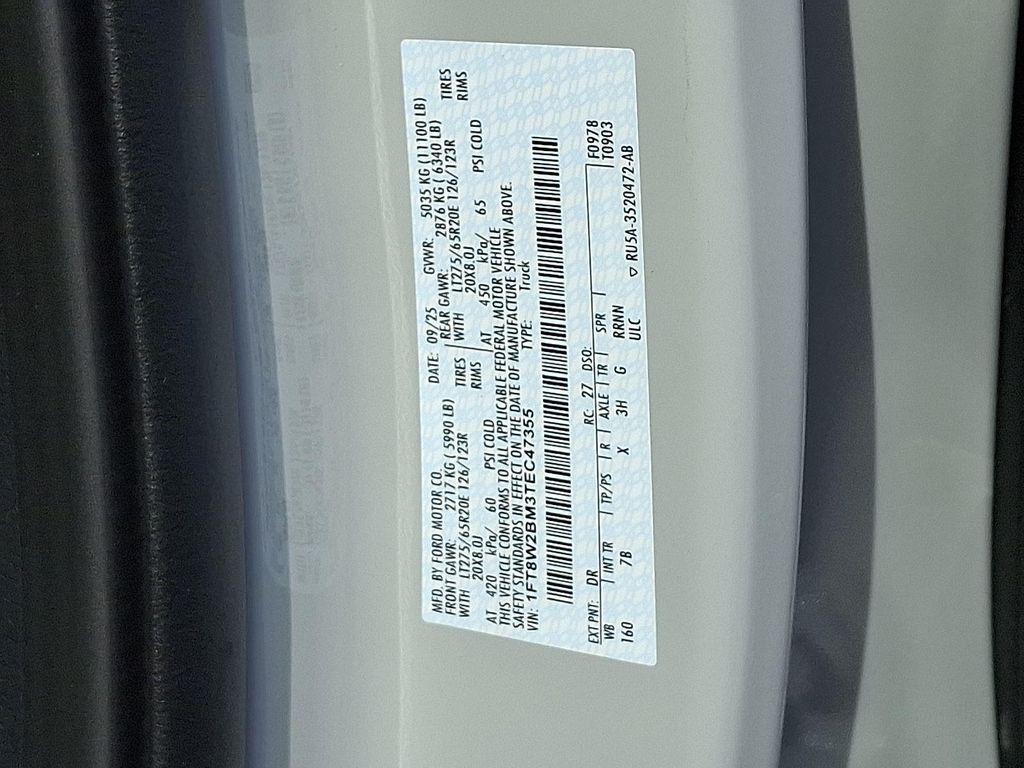 MFD. BY FORD MOTOR CO. DATE: 09/25 GVWR: 5035 KG (11100 LB)
FRONT GAWR: 2717 KG ( 5990 LB) REAR GAWR: 2876 KG ( 6340 LB)
WITH LT275/65R20E 126/123R TIRES WITH LT275/65R20E 126/123R TIRES
20X8.0J RIMS 20X8.0J RIMS
AT 420 kPa/ 60 PSI COLD AT 450 kPa/ 65 PSI COLD
THIS VEHICLE CONFORMS TO ALL APPLICABLE FEDERAL MOTOR VEHICLE
SAFETY STANDARDS IN EFFECT ON THE DATE OF MANUFACTURE SHOWN ABOVE.
VIN: 1FT8W2BM3TEC47355 TYPE: Truck
EXT PNT: DR RC: 27 DSO: F0978
WB INT TR TP/PS R AXLE TR SPR T0903
160 7B X 3H G RRNN
ULC ▽ RU5A-3520472-AB